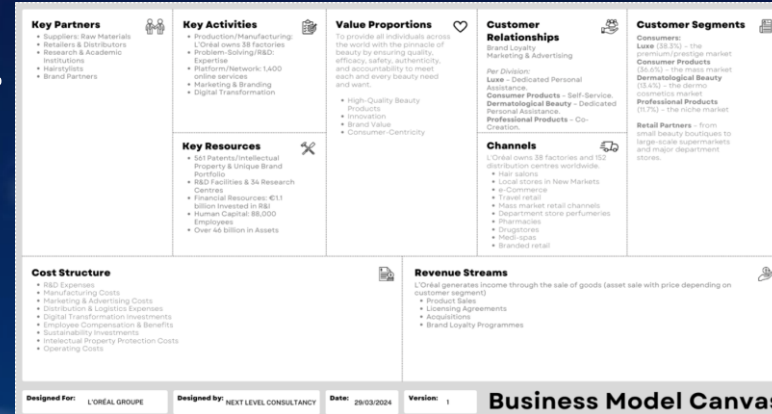 Key Partners
• Suppliers: Raw Materials
• Retailers & Distributors
• Research & Academic
Institutions
• Hairstylists
• Brand Partners
Key Activities
• Production/Manufacturing:
L'Oréal owns 38 factories
• Problem-Solving/R&D:
Expertise
• Platform/Network: 1,400
online services
• Marketing & Branding
• Digital Transformation
Key Resources
• 561 Patents/Intellectual
Property & Unique Brand
Portfolio
• R&D Facilities & 34 Research
Centres
• Financial Resources: €1.1
billion Invested in R&I
• Human Capital: 88,000
Employees
• Over 46 billion in Assets
Value Proportions
To provide all individuals across
the world with the pinnacle of
beauty by ensuring quality,
efficacy, safety, authenticity,
and accountability to meet
each and every beauty need
and want.
• High-Quality Beauty
Products
• Innovation
• Brand Value
• Consumer-Centricity
Customer
Relationships
Brand Loyalty
Marketing & Advertising
Per Division:
Luxe – Dedicated Personal
Assistance.
Consumer Products – Self-Service.
Dermatological Beauty – Dedicated
Personal Assistance.
Professional Products – Co-
Creation.
Channels
L'Oréal owns 38 factories and 152
distribution centres worldwide.
• Hair salons
• Local stores in New Markets
• e-Commerce
• Travel retail
• Mass market retail channels
• Department store perfumeries
• Pharmacies
• Drugstores
• Medi-spas
• Branded retail
Customer Segments
Consumers:
Luxe (38.3%) – the
premium/prestige market
Consumer Products
(36.6%) – the mass market
Dermatological Beauty
(13.4%) – the dermo
cosmetics market
Professional Products
(11.7%) – the niche market
Retail Partners – from
small beauty boutiques to
large-scale supermarkets
and major department
stores.
Cost Structure
• R&D Expenses
• Manufacturing Costs
• Marketing & Advertising Costs
• Distribution & Logistics Expenses
• Digital Transformation Investments
• Employee Compensation & Benefits
• Sustainability Investments
• Intelectual Property Protection Costs
• Operating Costs
Revenue Streams
L'Oréal generates income through the sale of goods (asset sale with price depending on
customer segment)
• Product Sales
• Licensing Agreements
• Acquisitions
• Brand Loyalty Programmes
Designed For: L'ORÉAL GROUPE
Designed by: NEXT LEVEL CONSULTANCY
Date: 29/03/2024
Version: 1
Business Model Canvas